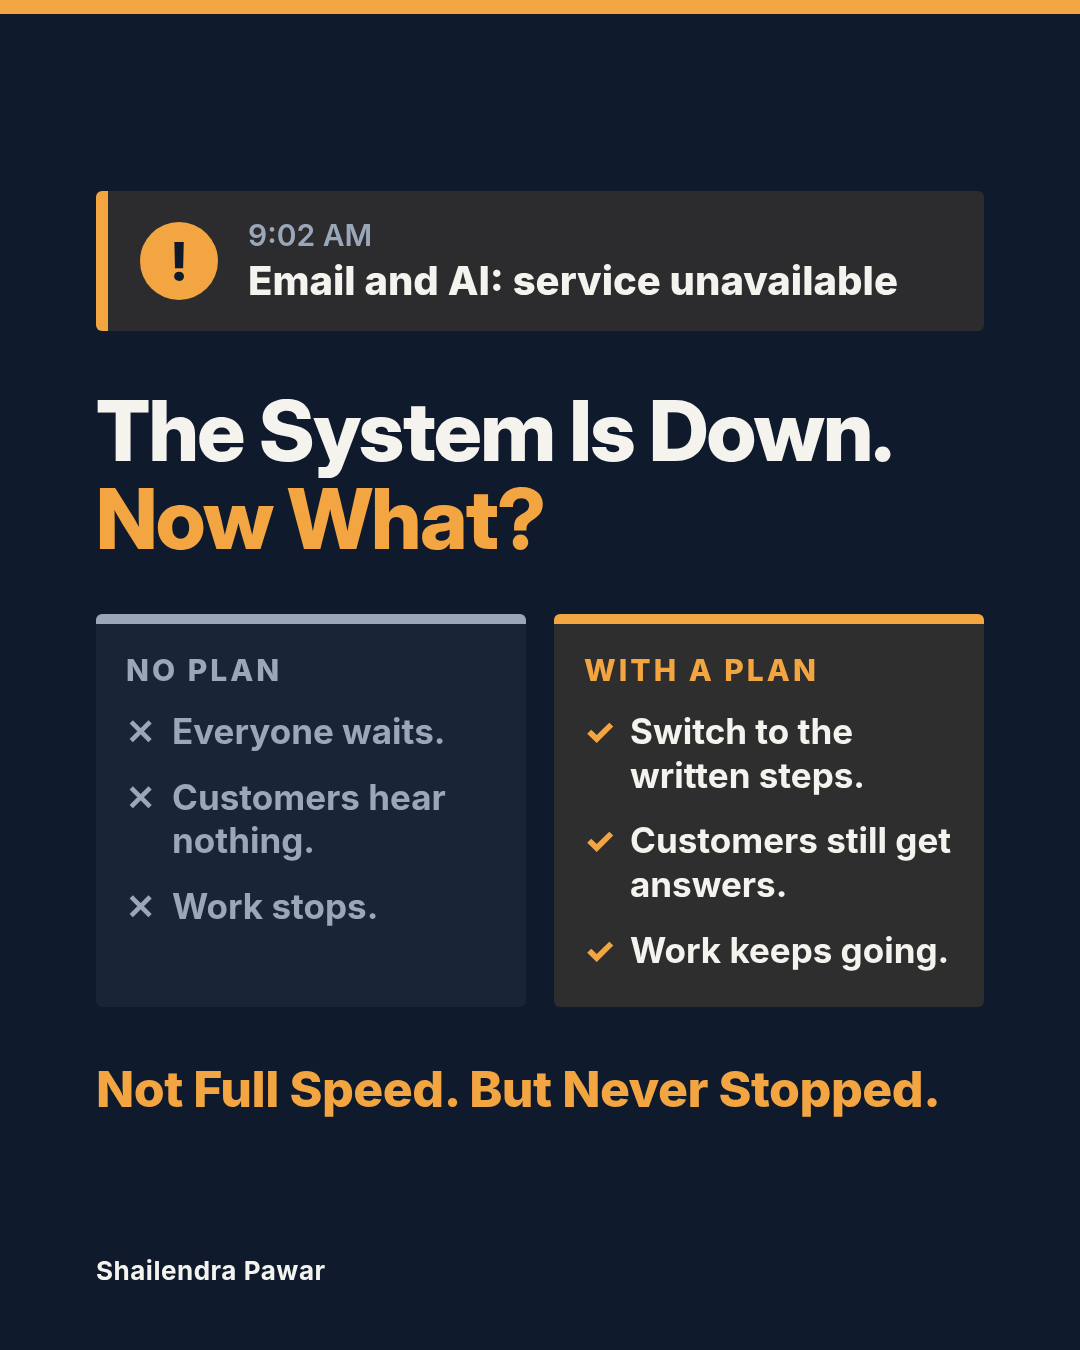 !
9:02 AM
Email and AI: service unavailable
The System Is Down.
Now What?
NO PLAN
✕ Everyone waits.
✕ Customers hear
nothing.
✕ Work stops.
WITH A PLAN
✓ Switch to the
written steps.
✓ Customers still get
answers.
✓ Work keeps going.
Not Full Speed. But Never Stopped.
Shailendra Pawar